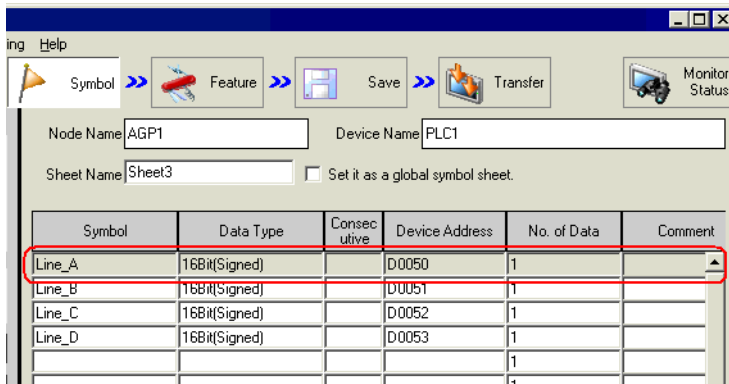 ing Help
Symbol >> Feature >> Save >> Transfer Monitor Status
Node Name AGP1 Device Name PLC1
Sheet Name Sheet3 Set it as a global symbol sheet.
Symbol Data Type Consecutive Device Address No. of Data Comment
Line_A 16Bit(Signed) D0050 1
Line_B 16Bit(Signed) D0051 1
Line_C 16Bit(Signed) D0052 1
Line_D 16Bit(Signed) D0053 1
1
1